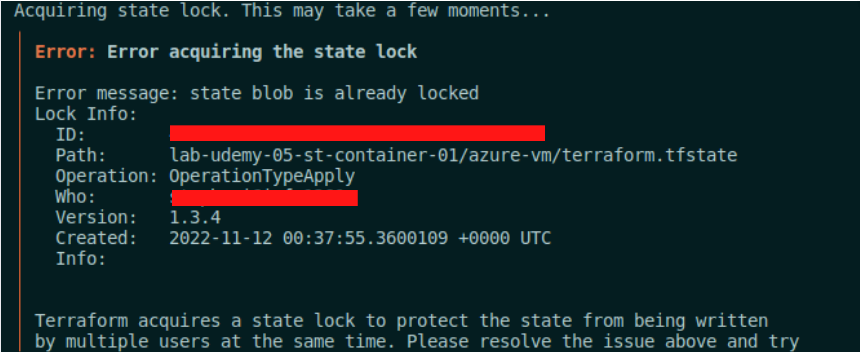 Acquiring state lock. This may take a few moments...
Error: Error acquiring the state lock
Error message: state blob is already locked
Lock Info:
ID:
Path: lab-udemy-05-st-container-01/azure-vm/terraform.tfstate
Operation: OperationTypeApply
Who:
Version: 1.3.4
Created: 2022-11-12 00:37:55.3600109 +0000 UTC
Info:
Terraform acquires a state lock to protect the state from being written
by multiple users at the same time. Please resolve the issue above and try